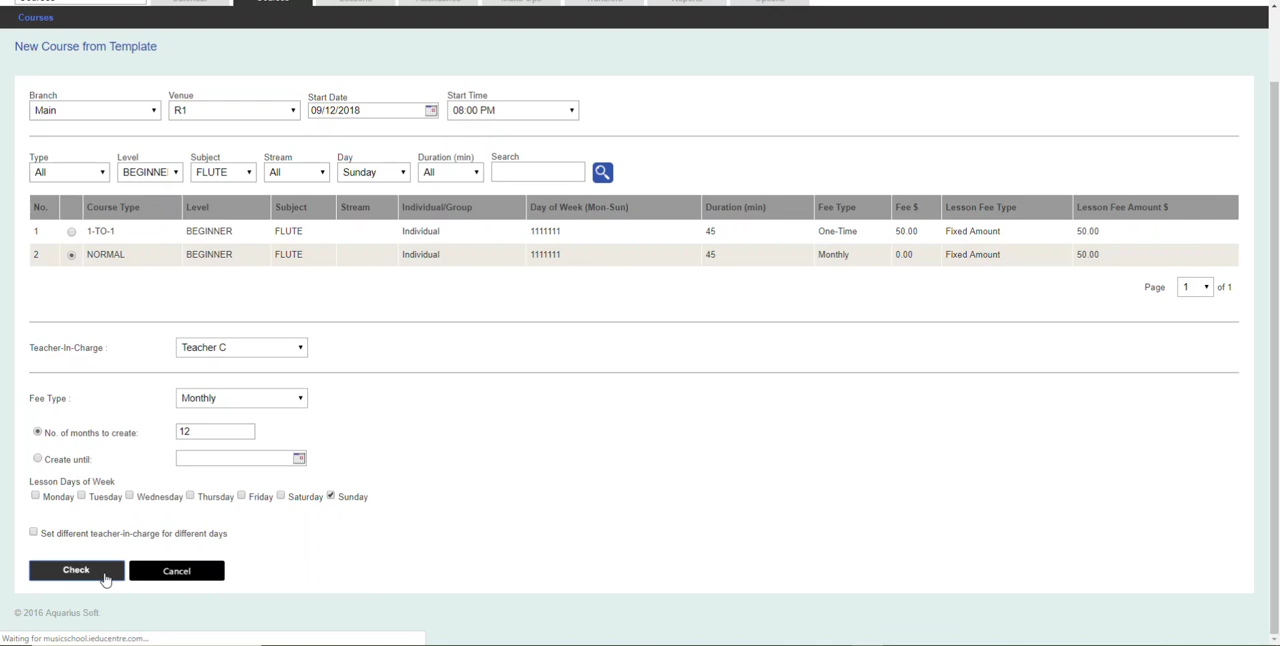 Courses
New Course from Template
Branch Venue Start Date Start Time
Main R1 09/12/2018 08:00 PM
Type Level Subject Stream Day Duration (min) Search
All BEGINNE FLUTE All Sunday All
No. Course Type Level Subject Stream Individual/Group Day of Week (Mon-Sun) Duration (min) Fee Type Fee $ Lesson Fee Type Lesson Fee Amount $
1 1-TO-1 BEGINNER FLUTE Individual 1111111 45 One-Time 50.00 Fixed Amount 50.00
2 NORMAL BEGINNER FLUTE Individual 1111111 45 Monthly 0.00 Fixed Amount 50.00
Page 1 of 1
Teacher-In-Charge : Teacher C
Fee Type : Monthly
No. of months to create: 12
Create until:
Lesson Days of Week
Monday Tuesday Wednesday Thursday Friday Saturday Sunday
Set different teacher-in-charge for different days
Check Cancel
© 2016 Aquarius Soft
Waiting for musicschool.ieducentre.com...